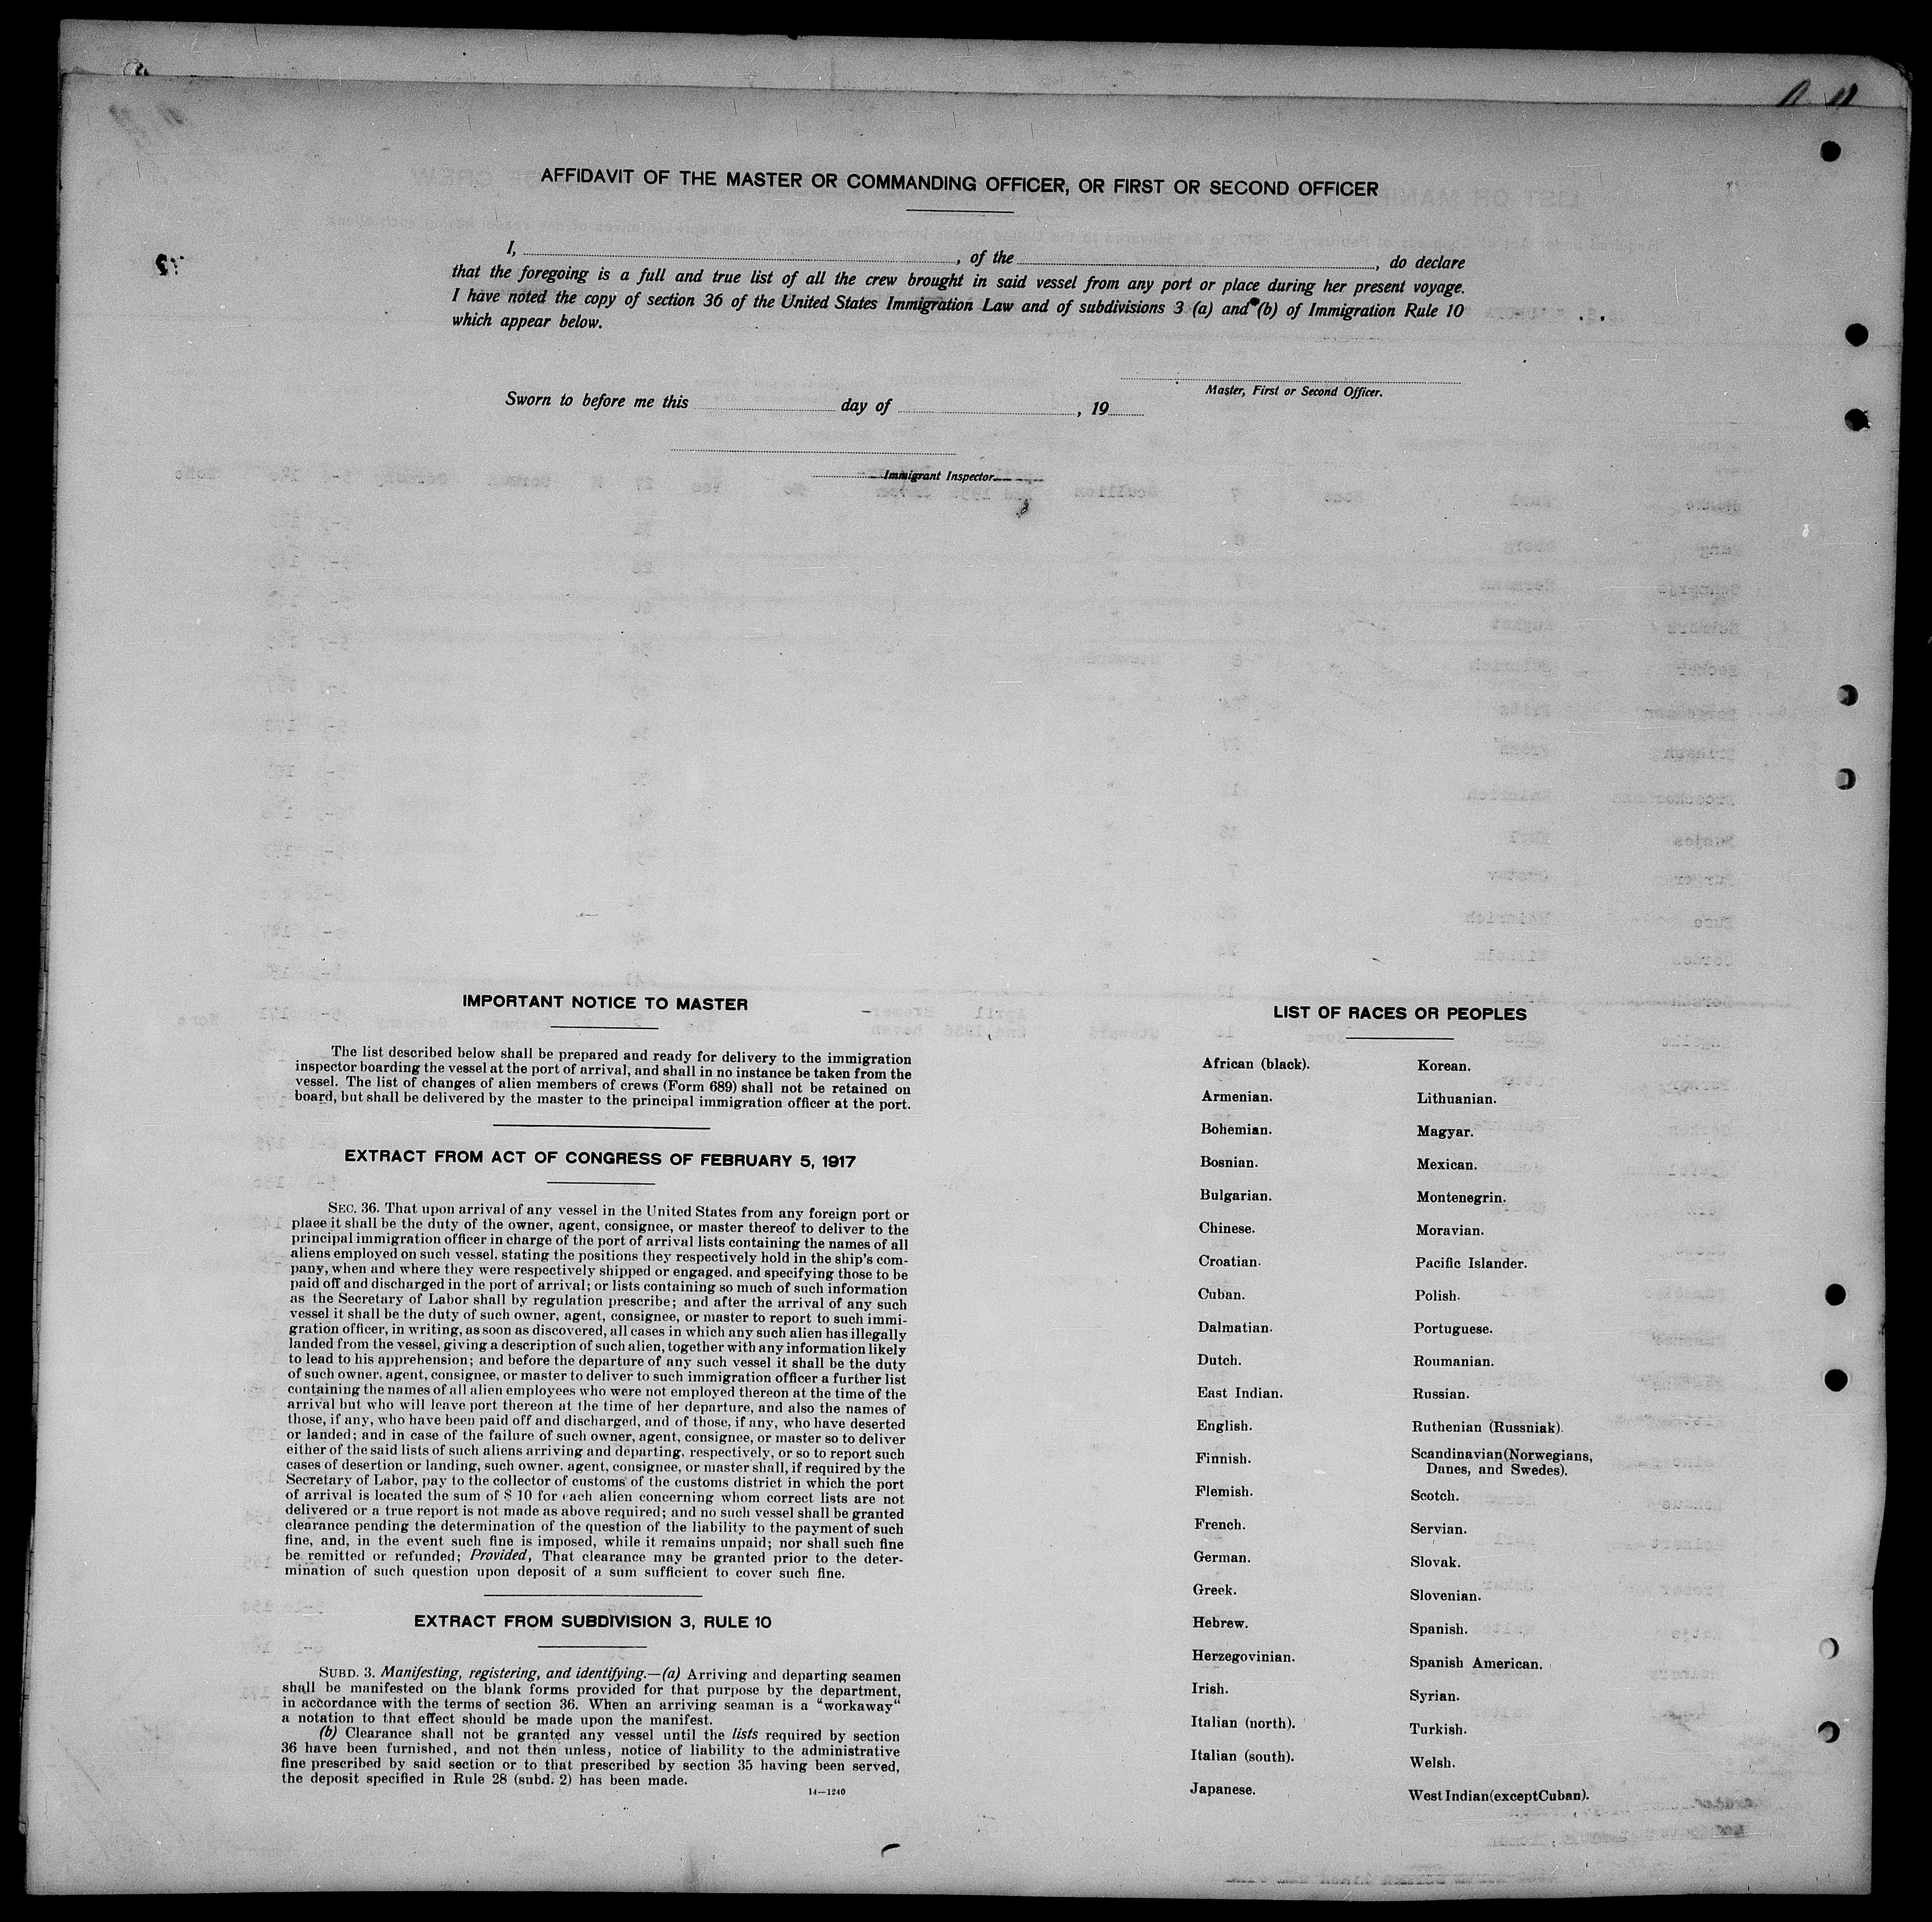 AFFIDAVIT OF THE MASTER OR COMMANDING OFFICER, OR FIRST OR SECOND OFFICER
I, , of the , do declare
that the foregoing is a full and true list of all the crew brought in said vessel from any port or place during her present voyage.
I have noted the copy of section 36 of the United States Immigration Law and of subdivisions 3 (a) and (b) of Immigration Rule 10
which appear below.
Master, First or Second Officer.
Sworn to before me this day of , 19
Immigrant Inspector.
IMPORTANT NOTICE TO MASTER
The list described below shall be prepared and ready for delivery to the immigration
inspector boarding the vessel at the port of arrival, and shall in no instance be taken from the
vessel. The list of changes of alien members of crews (Form 689) shall not be retained on
board, but shall be delivered by the master to the principal immigration officer at the port.
EXTRACT FROM ACT OF CONGRESS OF FEBRUARY 5, 1917
SEC. 36. That upon arrival of any vessel in the United States from any foreign port or
place it shall be the duty of the owner, agent, consignee, or master thereof to deliver to the
principal immigration officer in charge of the port of arrival lists containing the names of all
aliens employed on such vessel, stating the positions they respectively hold in the ship's com-
pany, when and where they were respectively shipped or engaged, and specifying those to be
paid off and discharged in the port of arrival; or lists containing so much of such information
as the Secretary of Labor shall by regulation prescribe; and after the arrival of any such
vessel it shall be the duty of such owner, agent, consignee, or master to report to such immi-
gration officer, in writing, as soon as discovered, all cases in which any such alien has illegally
landed from the vessel, giving a description of such alien, together with any information likely
to lead to his apprehension; and before the departure of any such vessel it shall be the duty
of such owner, agent, consignee, or master to deliver to such immigration officer a further list
containing the names of all alien employees who were not employed thereon at the time of the
arrival but who will leave port thereon at the time of her departure, and also the names of
those, if any, who have been paid off and discharged, and of those, if any, who have deserted
or landed; and in case of the failure of such owner, agent, consignee, or master so to deliver
either of the said lists of such aliens arriving and departing, respectively, or so to report such
cases of desertion or landing, such owner, agent, consignee, or master shall, if required by the
Secretary of Labor, pay to the collector of customs of the customs district in which the port
of arrival is located the sum of $ 10 for each alien concerning whom correct lists are not
delivered or a true report is not made as above required; and no such vessel shall be granted
clearance pending the determination of the question of the liability to the payment of such
fine, and, in the event such fine is imposed, while it remains unpaid; nor shall such fine
be remitted or refunded; Provided, That clearance may be granted prior to the deter-
mination of such question upon deposit of a sum sufficient to cover such fine.
EXTRACT FROM SUBDIVISION 3, RULE 10
SUBD. 3. Manifesting, registering, and identifying.—(a) Arriving and departing seamen
shall be manifested on the blank forms provided for that purpose by the department,
in accordance with the terms of section 36. When an arriving seaman is a “workaway“
a notation to that effect should be made upon the manifest.
(b) Clearance shall not be granted any vessel until the lists required by section
36 have been furnished, and not then unless, notice of liability to the administrative
fine prescribed by said section or to that prescribed by section 35 having been served,
the deposit specified in Rule 28 (subd. 2) has been made.
14—1240
LIST OF RACES OR PEOPLES
African (black).
Armenian.
Bohemian.
Bosnian.
Bulgarian.
Chinese.
Croatian.
Cuban.
Dalmatian.
Dutch.
East Indian.
English.
Finnish.
Flemish.
French.
German.
Greek.
Hebrew.
Herzegovinian.
Irish.
Italian (north).
Italian (south).
Japanese.
Korean.
Lithuanian.
Magyar.
Mexican.
Montenegrin.
Moravian.
Pacific Islander.
Polish.
Portuguese.
Roumanian.
Russian.
Ruthenian (Russniak).
Scandinavian(Norwegians,
Danes, and Swedes).
Scotch.
Servian.
Slovak.
Slovenian.
Spanish.
Spanish American.
Syrian.
Turkish.
Welsh.
West Indian(exceptCuban).